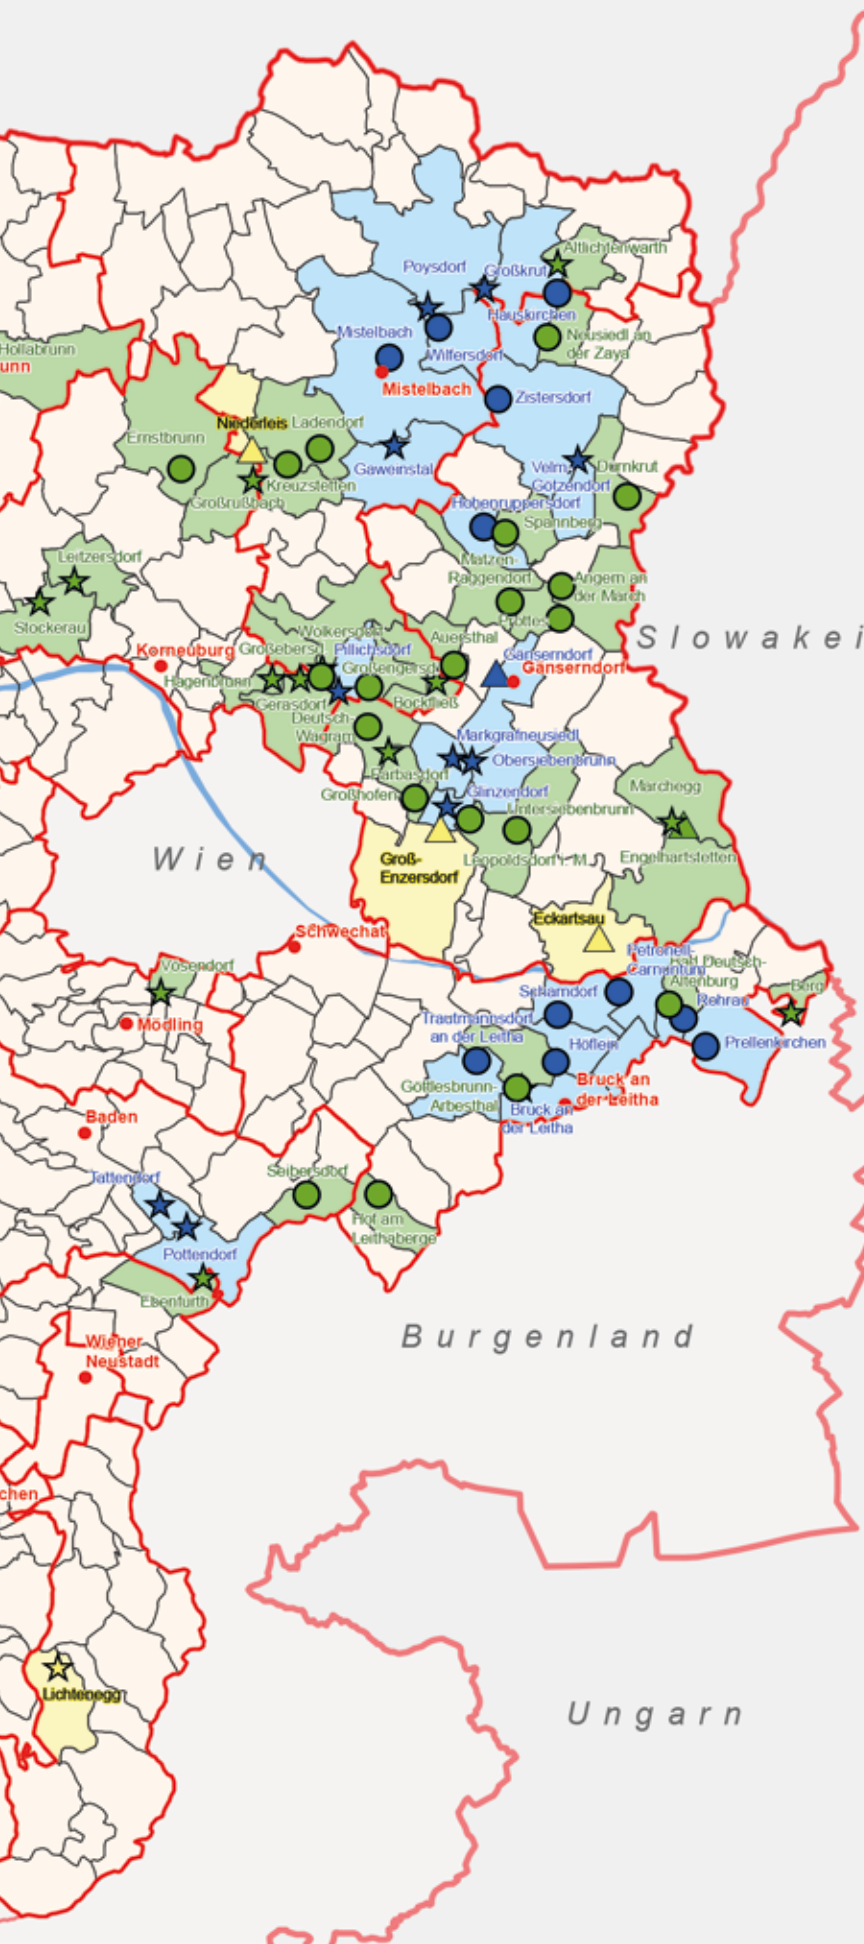 Altlichtenwarth
Poysdorf
Großkrut
Hauskirchen
Mistelbach
Neusiedl an
der Zaya
Hollabrunn
unn
Wilfersdorf
Mistelbach
Zistersdorf
Niederleis
Ladendorf
Ernstbrunn
Gaweinstal
Velm-
Götzendorf
Dürnkrut
Kreuzstetten
Großrußbach
Hohenruppersdorf
Spannberg
Leitzersdorf
Matzen-
Raggendorf
Angern an
der March
Stockerau
Prottes
Wolkersdorf
Auersthal
Slowakei
Korneuburg
Großebersd
Pillichsdorf
Gänserndorf
Großengersd
Gänserndorf
Hagenbrunn
Gerasdorf
Bockfließ
Deutsch-
Wagram
Markgrafneusiedl
Obersiebenbrunn
Parbasdorf
Marchegg
Großhofen
Glinzendorf
Untersiebenbrunn
Wien
Groß-
Enzersdorf
Leopoldsdorf i. M.
Engelhartstetten
Eckartsau
Schwechat
Petronell-
Carnuntum
Bad Deutsch-
Altenburg
Vösendorf
Berg
Scharndorf
Rohrau
Mödling
Trautmannsdorf
an der Leitha
Höflein
Prellenkirchen
Göttlesbrunn-
Arbesthal
Bruck an
der Leitha
Bruck an
der Leitha
Baden
Tattendorf
Seibersdorf
Hof am
Leithaberge
Pottendorf
Ebenfurth
Burgenland
Wiener
Neustadt
chen
Lichtenegg
Ungarn